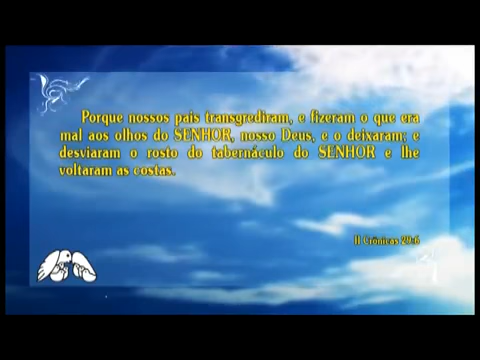 Porque nossos pais transgrediram, e fizeram o que era
mal aos olhos do SENHOR, nosso Deus, e o deixaram; e
desviaram o rosto do tabernáculo do SENHOR e lhe
voltaram as costas.
II Crônicas 29:6